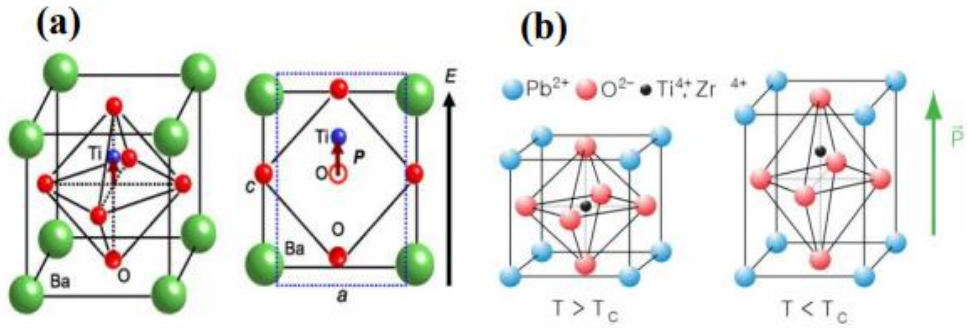 (a)
Ti
Ba
O
c
Ti
P
O
O
Ba
a
E
(b)
Pb2+ O2− Ti4+, Zr 4+
T > TC
T < TC
P